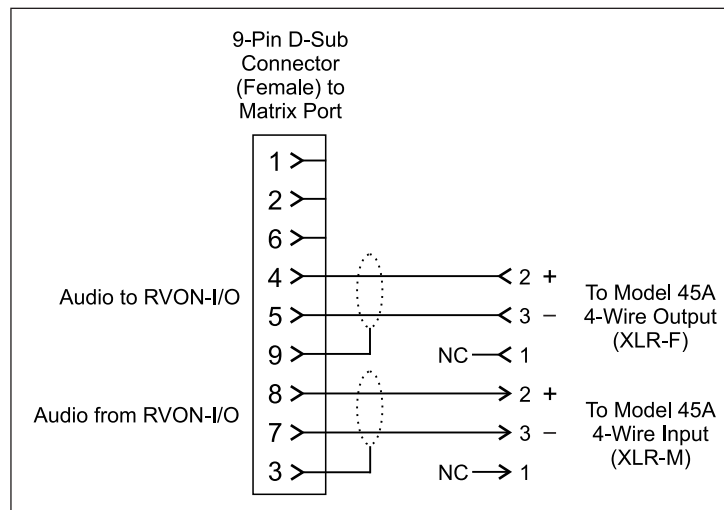 9-Pin D-Sub
Connector
(Female) to
Matrix Port
1
2
6
4
5
9
8
7
3
Audio to RVON-I/O
Audio from RVON-I/O
2 +
3 –
NC 1
To Model 45A
4-Wire Output
(XLR-F)
2 +
3 –
NC 1
To Model 45A
4-Wire Input
(XLR-M)